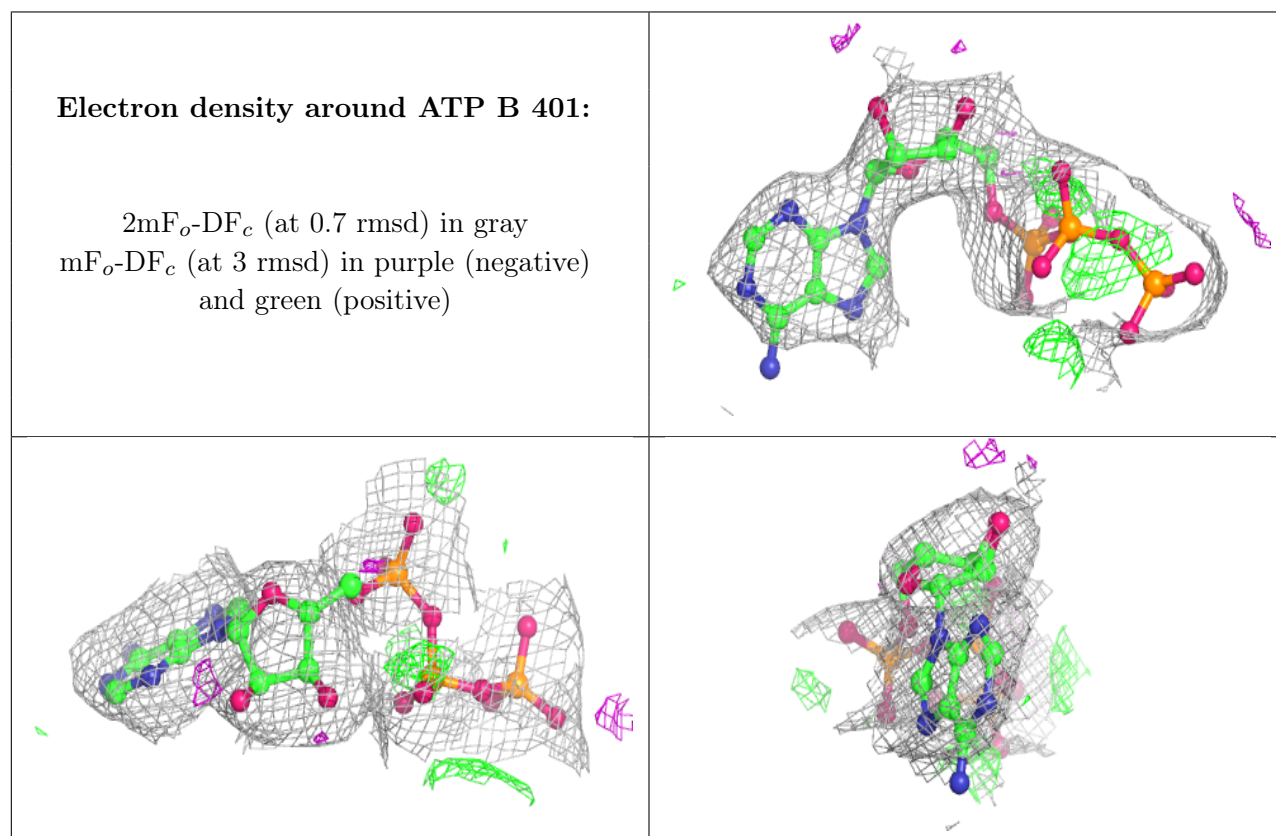 Electron density around ATP B 401:
2mFo-DFc (at 0.7 rmsd) in gray
mFo-DFc (at 3 rmsd) in purple (negative)
and green (positive)